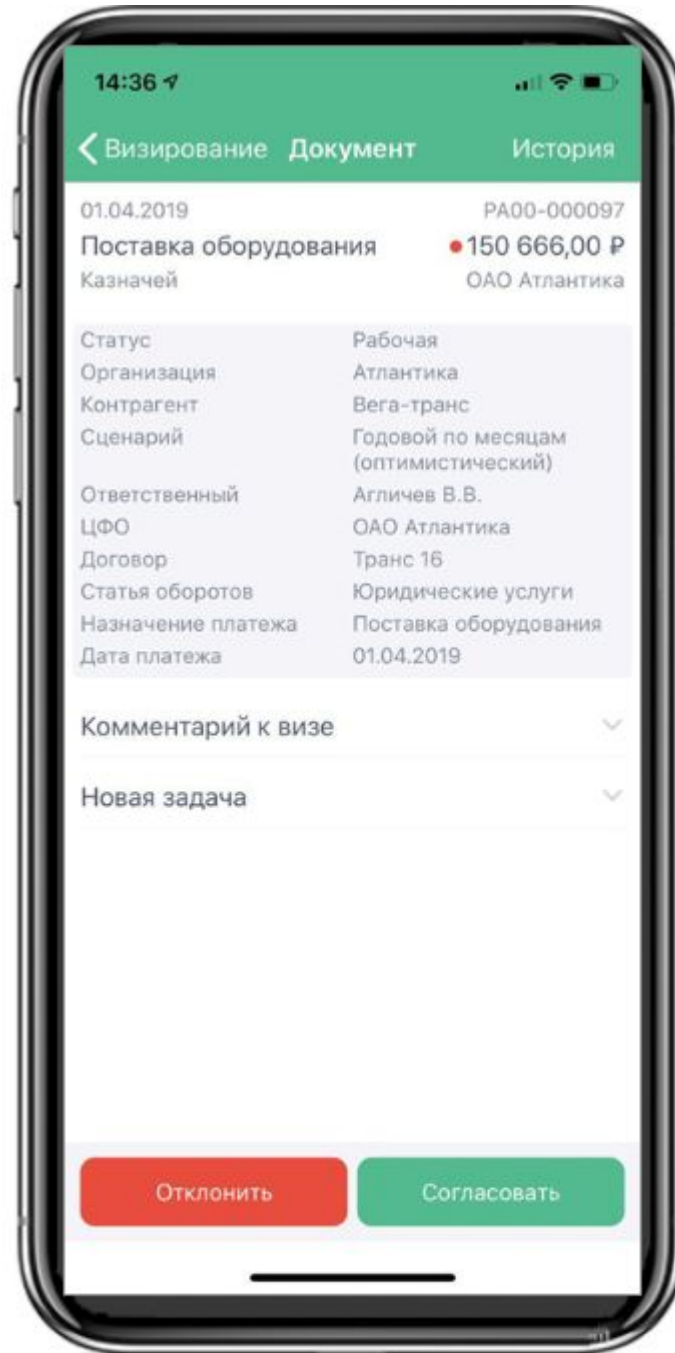 14:36
Визирование Документ История
01.04.2019 РА00-000097
Поставка оборудования 150 666,00 ₽
Казначей ОАО Атлантика
Статус Рабочая
Организация Атлантика
Контрагент Вега-транс
Сценарий Годовой по месяцам
(оптимистический)
Ответственный Агличев В.В.
ЦФО ОАО Атлантика
Договор Транс 16
Статья оборотов Юридические услуги
Назначение платежа Поставка оборудования
Дата платежа 01.04.2019
Комментарий к визе
Новая задача
Отклонить Согласовать